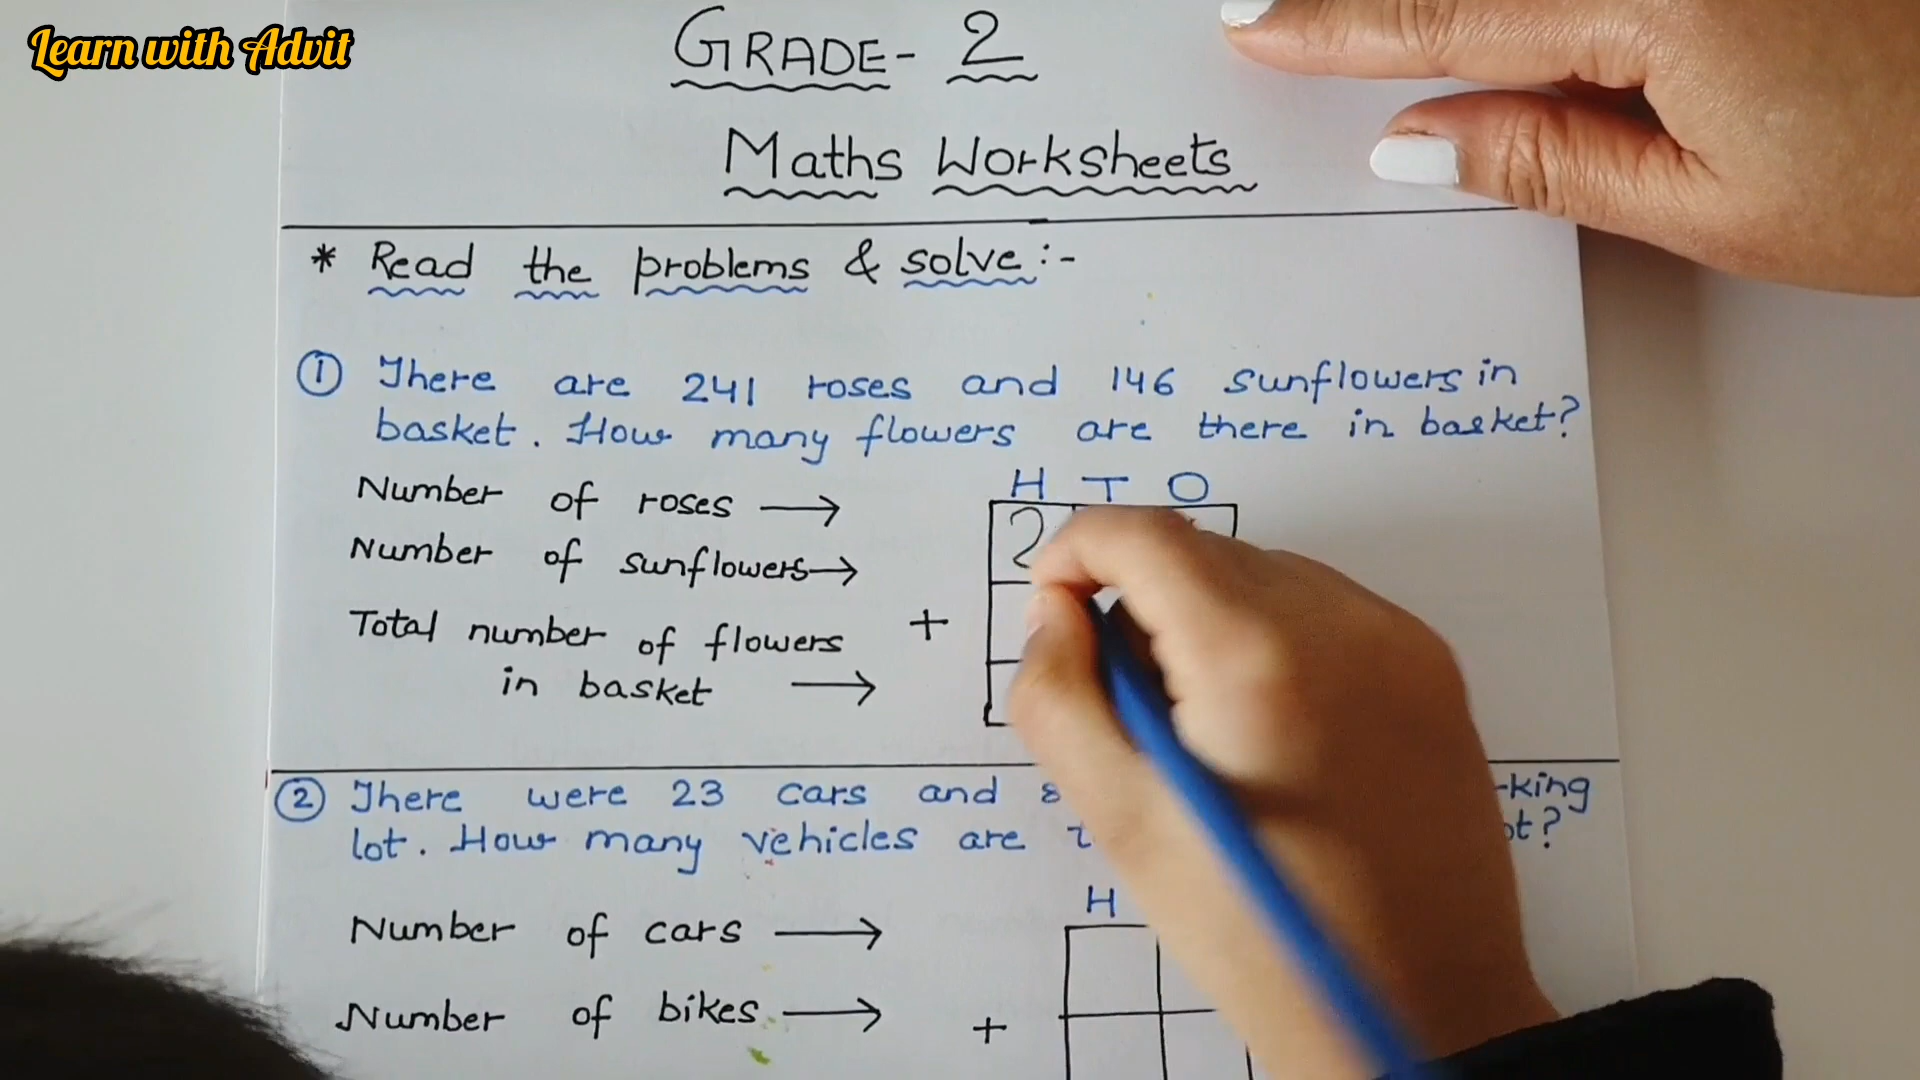 Learn with Advit
GRADE- 2
Maths Worksheets
* Read the problems & solve :-
① There are 241 roses and 146 sunflowers in
basket. How many flowers are there in basket?
Number of roses →
H T O
2
Number of sunflowers →
+
Total number of flowers
in basket →
② There were 23 cars and
lot. How many vehicles are
H
Number of cars →
Number of bikes →
+